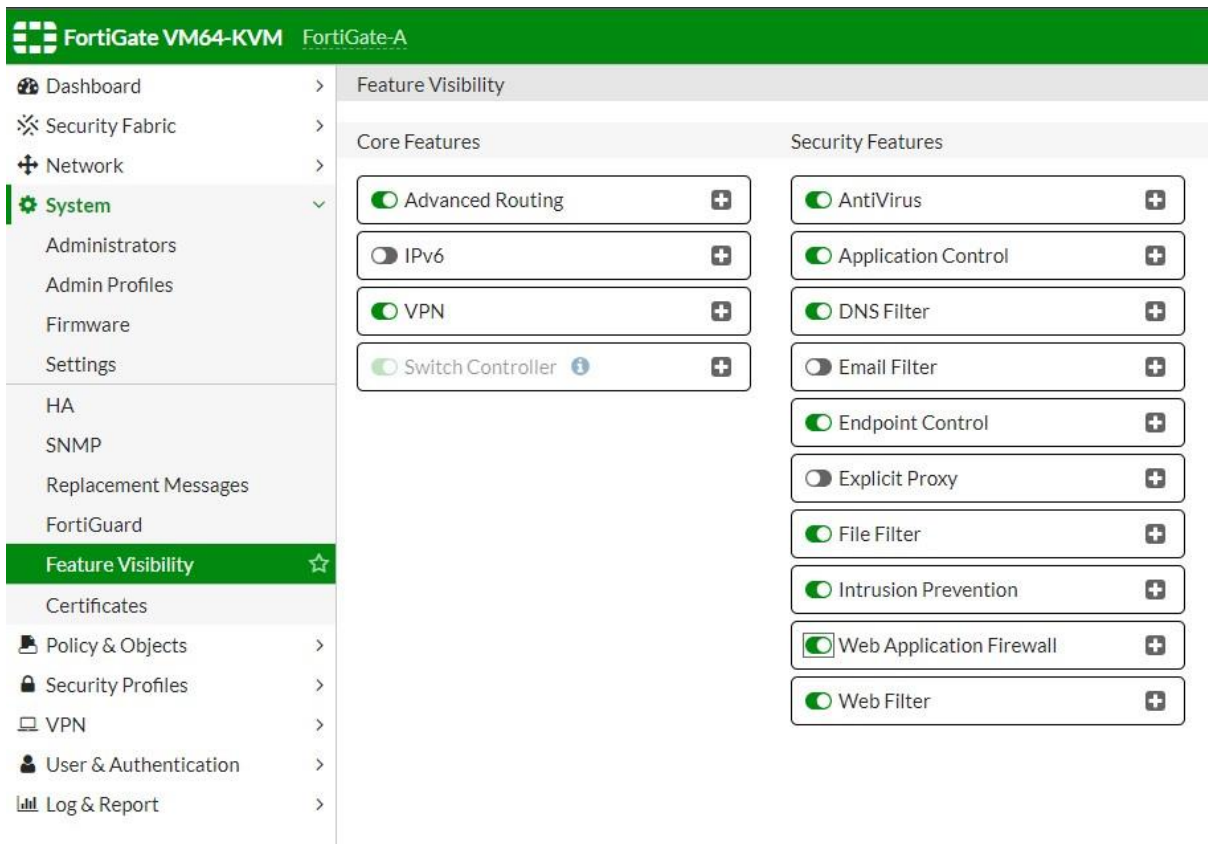 FortiGate VM64-KVM FortiGate-A
Dashboard
Security Fabric
Network
System
Administrators
Admin Profiles
Firmware
Settings
HA
SNMP
Replacement Messages
FortiGuard
Feature Visibility
Certificates
Policy & Objects
Security Profiles
VPN
User & Authentication
Log & Report
Feature Visibility
Core Features
Advanced Routing
IPv6
VPN
Switch Controller
Security Features
AntiVirus
Application Control
DNS Filter
Email Filter
Endpoint Control
Explicit Proxy
File Filter
Intrusion Prevention
Web Application Firewall
Web Filter